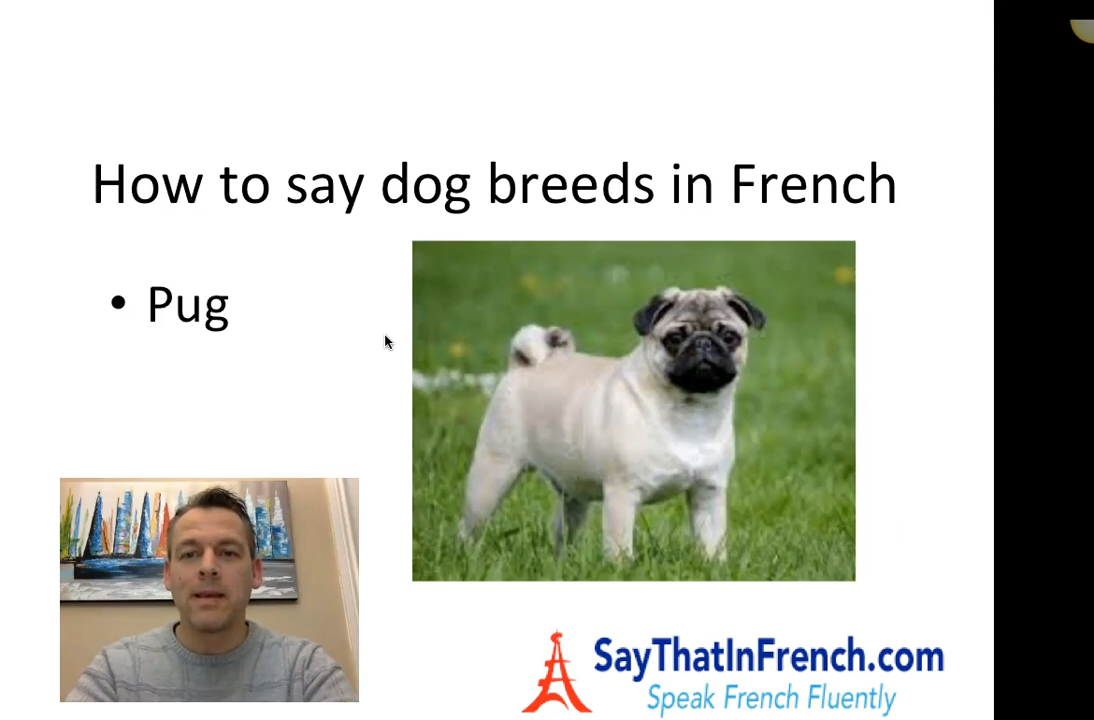 How to say dog breeds in French
• Pug
SayThatInFrench.com
Speak French Fluently